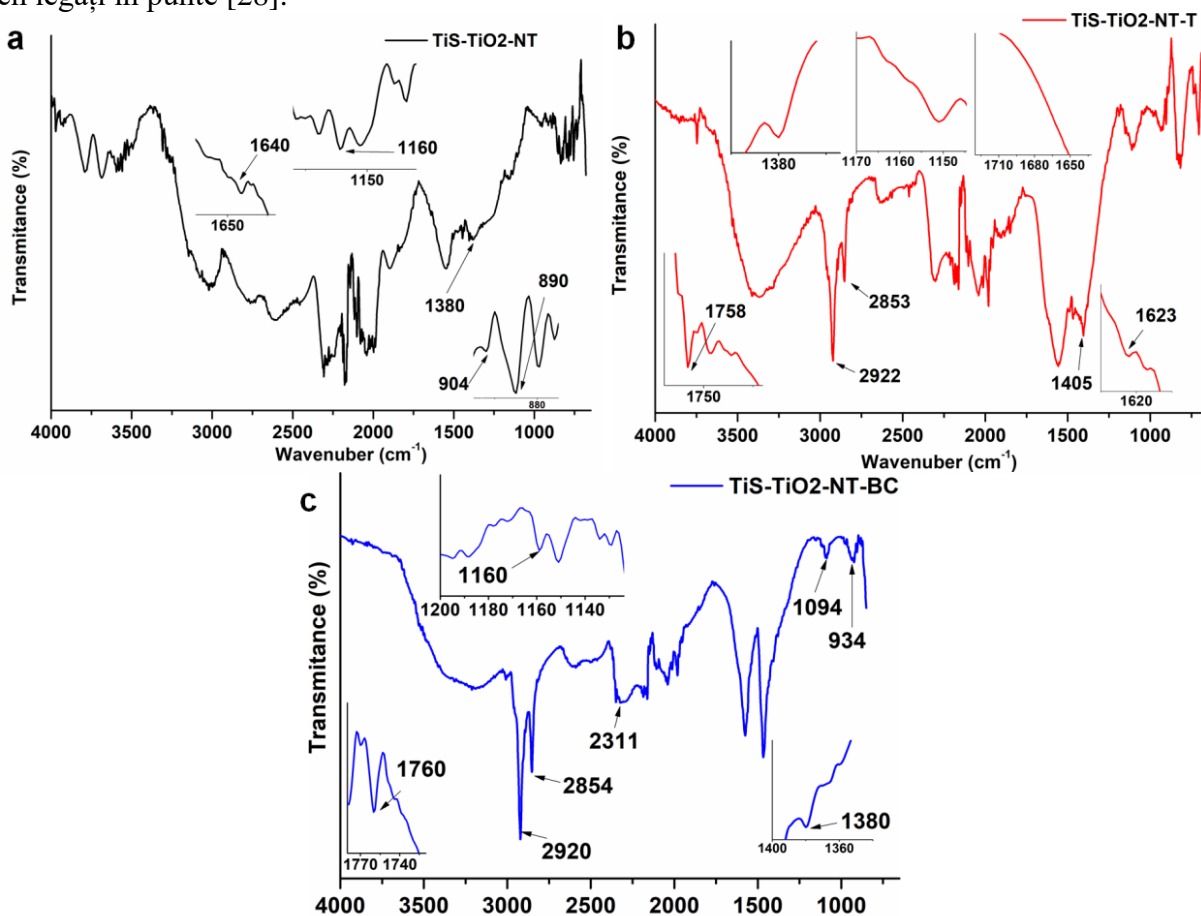 legați în punte [28].
a
TiS-TiO2-NT
1640
1650
1160
1150
1380
890
904
880
Transmitance (%)
4000 3500 3000 2500 2000 1500 1000
Wavenuber (cm-1)
b
TiS-TiO2-NT-T
1380
1170 1160 1150
1710 1680 1650
1758
1750
2853
2922
1405
1623
1620
Transmitance (%)
4000 3500 3000 2500 2000 1500 1000
Wavenuber (cm-1)
c
TiS-TiO2-NT-BC
1160
1200 1180 1160 1140
1094
934
2311
1760
1770 1740
2854
2920
1380
1400 1360
Transmitance (%)
4000 3500 3000 2500 2000 1500 1000